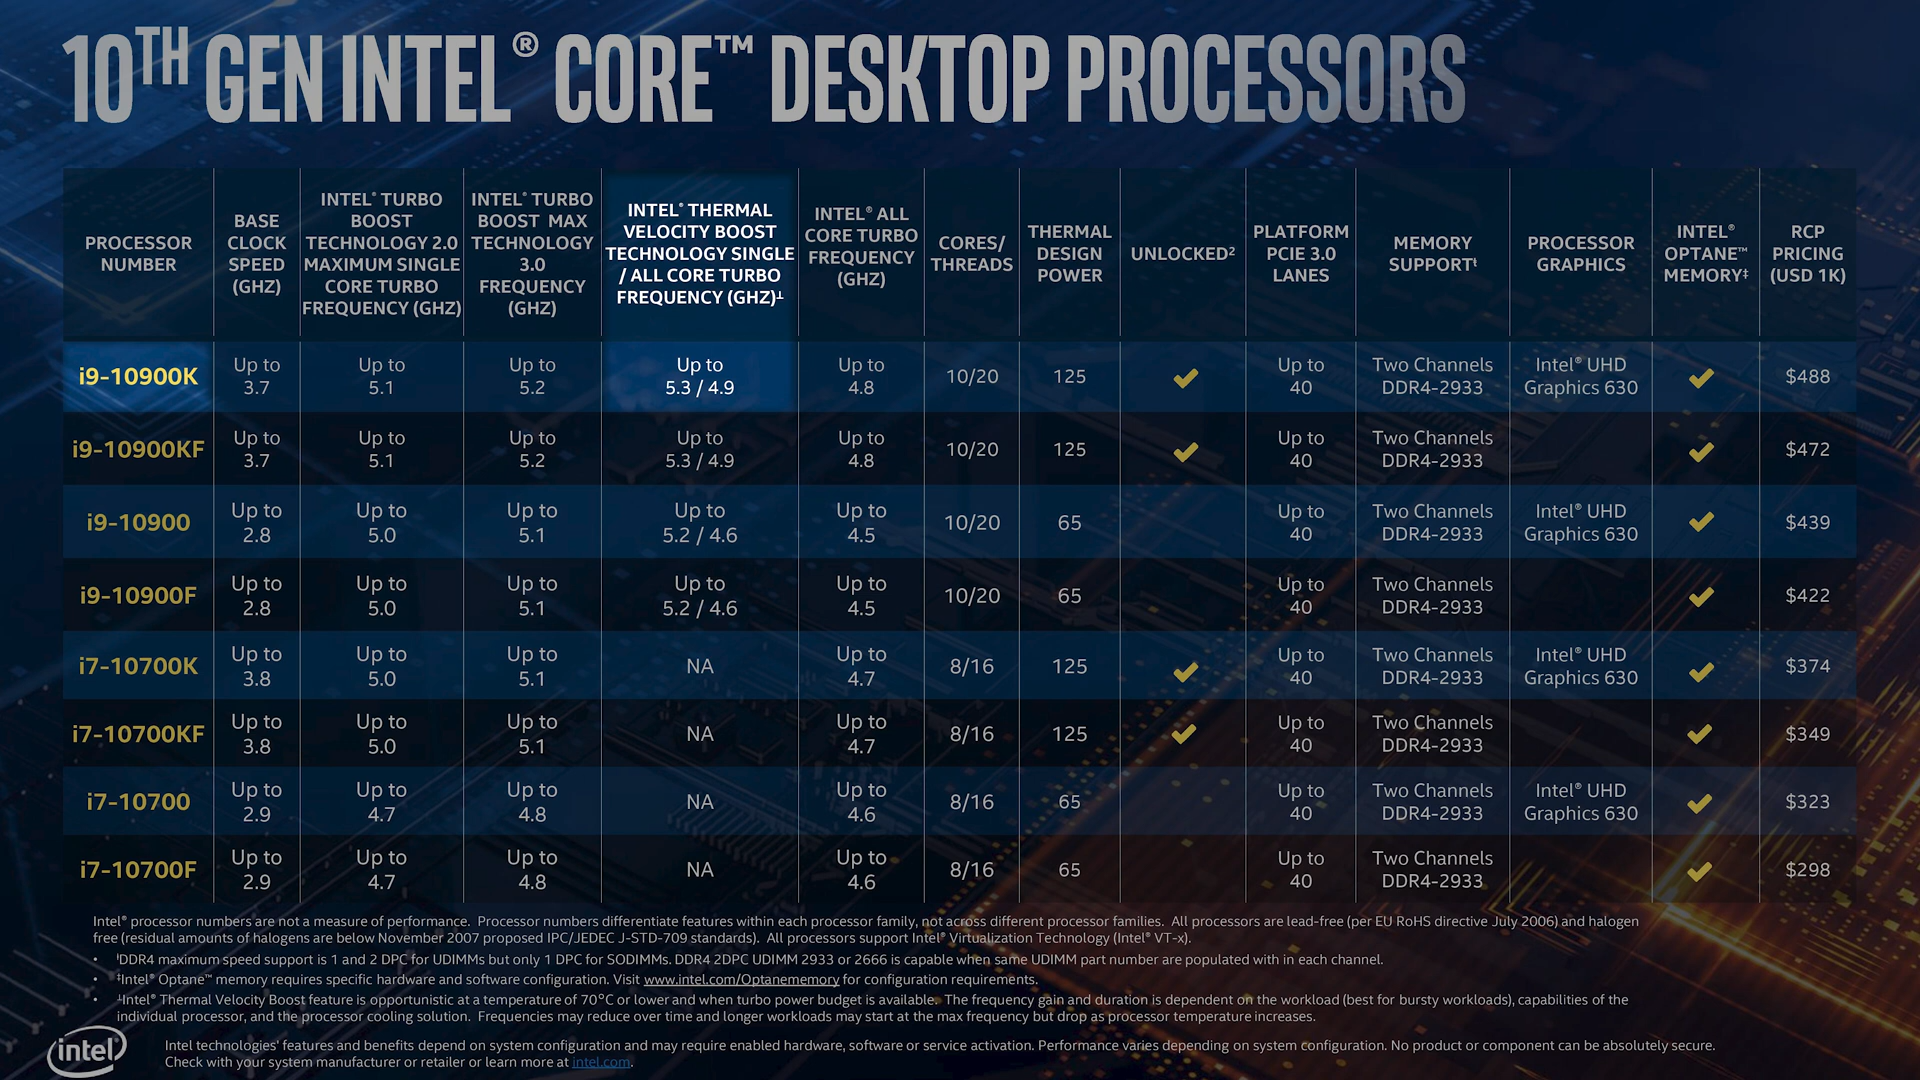 10TH GEN INTEL® CORE™ DESKTOP PROCESSORS
PROCESSOR NUMBER
BASE CLOCK SPEED (GHZ)
INTEL® TURBO BOOST TECHNOLOGY 2.0 MAXIMUM SINGLE CORE TURBO FREQUENCY (GHZ)
INTEL® TURBO BOOST MAX TECHNOLOGY 3.0 FREQUENCY (GHZ)
INTEL® THERMAL VELOCITY BOOST TECHNOLOGY SINGLE / ALL CORE TURBO FREQUENCY (GHZ)⊥
INTEL® ALL CORE TURBO FREQUENCY (GHZ)
CORES/ THREADS
THERMAL DESIGN POWER
UNLOCKED²
PLATFORM PCIE 3.0 LANES
MEMORY SUPPORTƚ
PROCESSOR GRAPHICS
INTEL® OPTANE™ MEMORY‡
RCP PRICING (USD 1K)
i9-10900K Up to 3.7 Up to 5.1 Up to 5.2 Up to 5.3 / 4.9 Up to 4.8 10/20 125 ✔ Up to 40 Two Channels DDR4-2933 Intel® UHD Graphics 630 ✔ $488
i9-10900KF Up to 3.7 Up to 5.1 Up to 5.2 Up to 5.3 / 4.9 Up to 4.8 10/20 125 ✔ Up to 40 Two Channels DDR4-2933 ✔ $472
i9-10900 Up to 2.8 Up to 5.0 Up to 5.1 Up to 5.2 / 4.6 Up to 4.5 10/20 65 Up to 40 Two Channels DDR4-2933 Intel® UHD Graphics 630 ✔ $439
i9-10900F Up to 2.8 Up to 5.0 Up to 5.1 Up to 5.2 / 4.6 Up to 4.5 10/20 65 Up to 40 Two Channels DDR4-2933 ✔ $422
i7-10700K Up to 3.8 Up to 5.0 Up to 5.1 NA Up to 4.7 8/16 125 ✔ Up to 40 Two Channels DDR4-2933 Intel® UHD Graphics 630 ✔ $374
i7-10700KF Up to 3.8 Up to 5.0 Up to 5.1 NA Up to 4.7 8/16 125 ✔ Up to 40 Two Channels DDR4-2933 ✔ $349
i7-10700 Up to 2.9 Up to 4.7 Up to 4.8 NA Up to 4.6 8/16 65 Up to 40 Two Channels DDR4-2933 Intel® UHD Graphics 630 ✔ $323
i7-10700F Up to 2.9 Up to 4.7 Up to 4.8 NA Up to 4.6 8/16 65 Up to 40 Two Channels DDR4-2933 ✔ $298
Intel® processor numbers are not a measure of performance.  Processor numbers differentiate features within each processor family, not across different processor families.  All processors are lead-free (per EU RoHS directive July 2006) and halogen
free (residual amounts of halogens are below November 2007 proposed IPC/JEDEC J-STD-709 standards).  All processors support Intel® Virtualization Technology (Intel® VT-x).
• ƚDDR4 maximum speed support is 1 and 2 DPC for UDIMMs but only 1 DPC for SODIMMs. DDR4 2DPC UDIMM 2933 or 2666 is capable when same UDIMM part number are populated with in each channel.
• ‡Intel® Optane™ memory requires specific hardware and software configuration. Visit www.intel.com/Optanememory for configuration requirements.
• ⊥Intel® Thermal Velocity Boost feature is opportunistic at a temperature of 70°C or lower and when turbo power budget is available.  The frequency gain and duration is dependent on the workload (best for bursty workloads), capabilities of the
individual processor, and the processor cooling solution.  Frequencies may reduce over time and longer workloads may start at the max frequency but drop as processor temperature increases.
intel®
Intel technologies' features and benefits depend on system configuration and may require enabled hardware, software or service activation. Performance varies depending on system configuration. No product or component can be absolutely secure.
Check with your system manufacturer or retailer or learn more at intel.com.